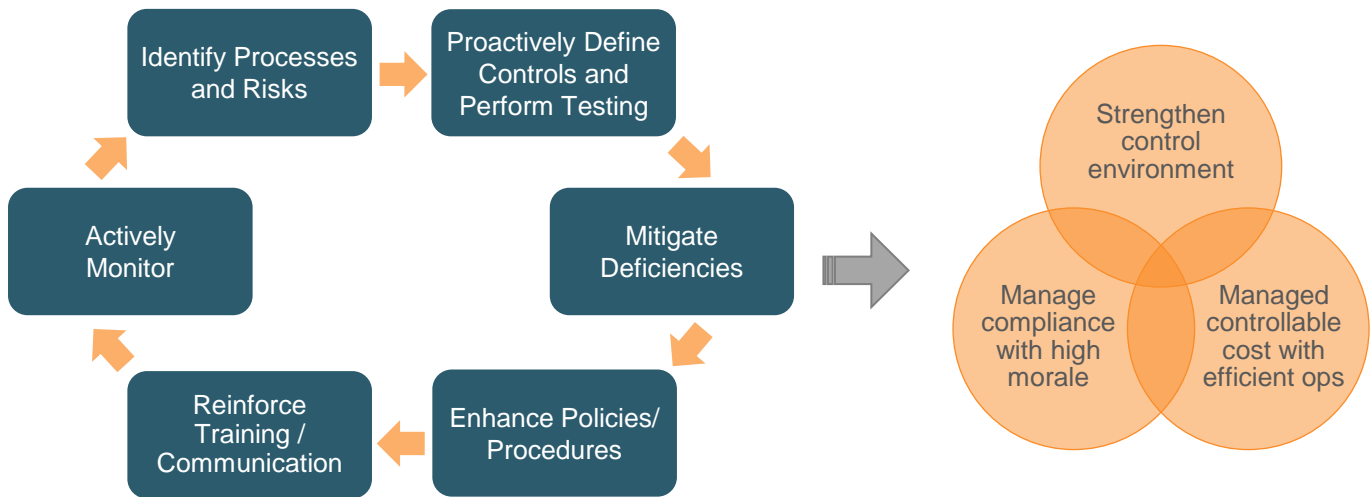 Identify Processes
and Risks
Proactively Define
Controls and
Perform Testing
Mitigate
Deficiencies
Enhance Policies/
Procedures
Reinforce
Training /
Communication
Actively
Monitor
Strengthen
control
environment
Manage
compliance
with high
morale
Managed
controllable
cost with
efficient ops